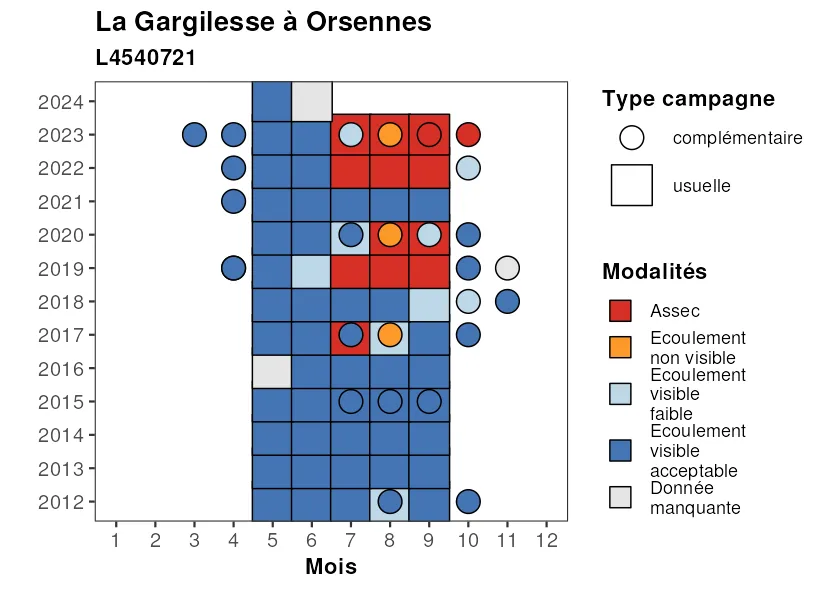 La Gargilesse à Orsennes
L4540721
2024
2023
2022
2021
2020
2019
2018
2017
2016
2015
2014
2013
2012
1 2 3 4 5 6 7 8 9 10 11 12
Mois
Type campagne
complémentaire
usuelle
Modalités
Assec
Ecoulement
non visible
Ecoulement
visible
faible
Ecoulement
visible
acceptable
Donnée
manquante